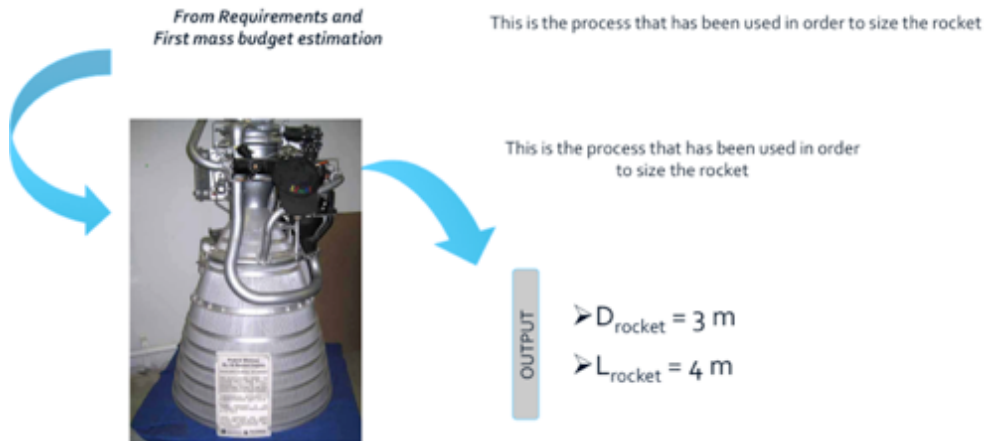 From Requirements and
First mass budget estimation
This is the process that has been used in order to size the rocket
This is the process that has been used in order
to size the rocket
OUTPUT
➢D_rocket = 3 m
➢L_rocket = 4 m